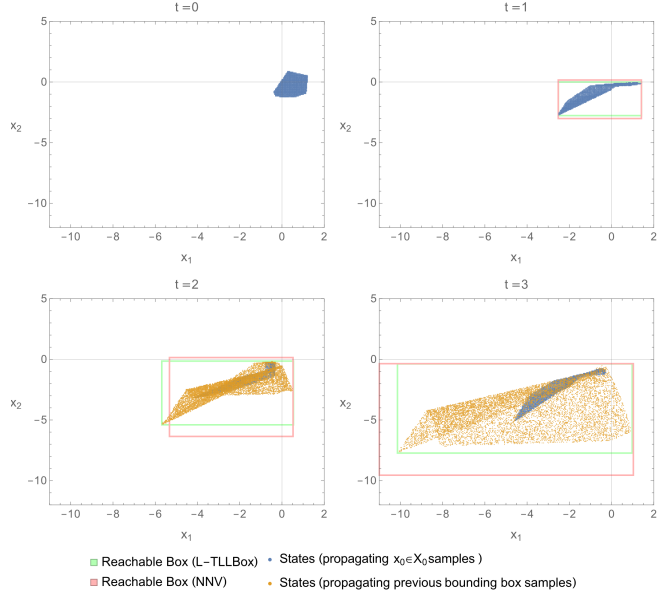 t=0
t=1
5
0
−5
−10
x2
−10 −8 −6 −4 −2 0 2
x1
5
0
−5
−10
x2
−10 −8 −6 −4 −2 0 2
x1
t=2
t=3
5
0
−5
−10
x2
−10 −8 −6 −4 −2 0 2
x1
5
0
−5
−10
x2
−10 −8 −6 −4 −2 0 2
x1
Reachable Box (L−TLLBox)
States (propagating x0∈X0 samples )
Reachable Box (NNV)
States (propagating previous bounding box samples)